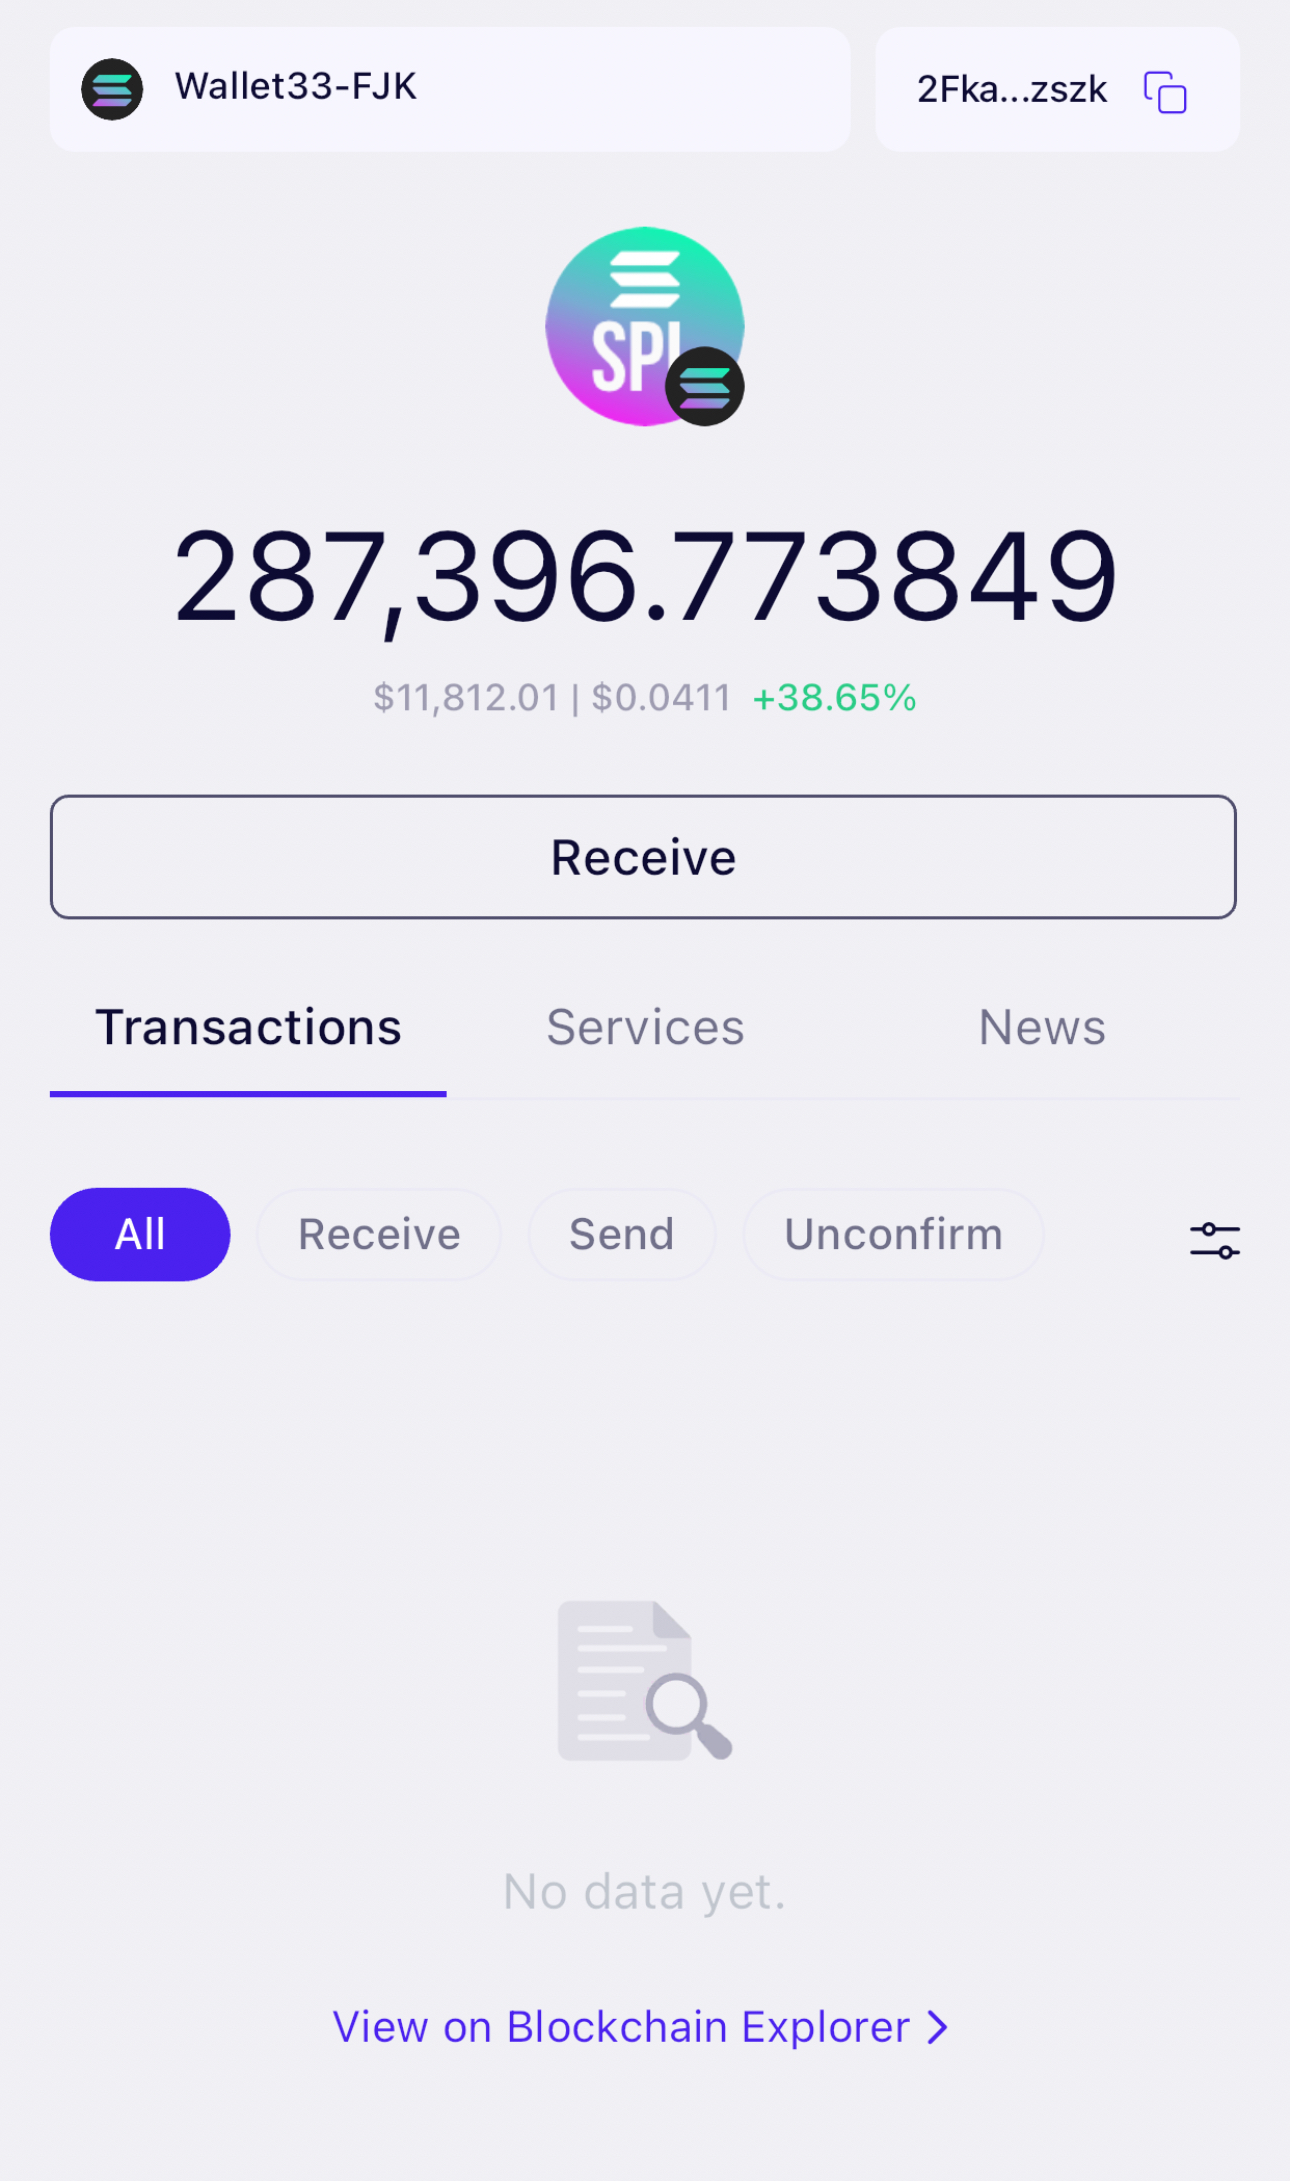 Wallet33-FJK
2Fka...zszk
SPL
287,396.773849
$11,812.01 | $0.0411 +38.65%
Receive
Transactions Services News
All Receive Send Unconfirm
No data yet.
View on Blockchain Explorer >